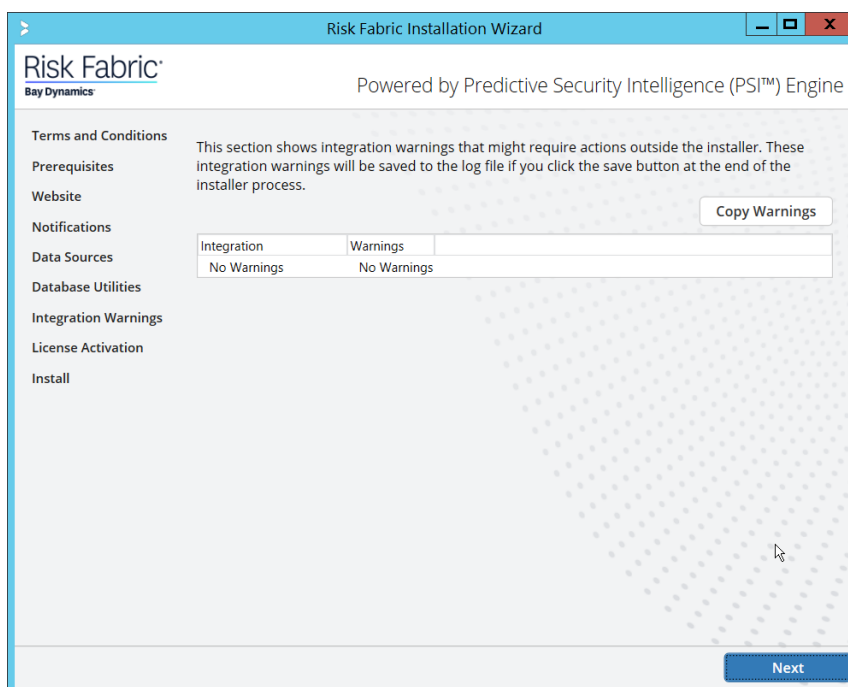 Risk Fabric Installation Wizard
Risk Fabric
Bay Dynamics
Powered by Predictive Security Intelligence (PSI™) Engine
Terms and Conditions
Prerequisites
Website
Notifications
Data Sources
Database Utilities
Integration Warnings
License Activation
Install
This section shows integration warnings that might require actions outside the installer. These
integration warnings will be saved to the log file if you click the save button at the end of the
installer process.
Copy Warnings
Integration Warnings
No Warnings No Warnings
Next